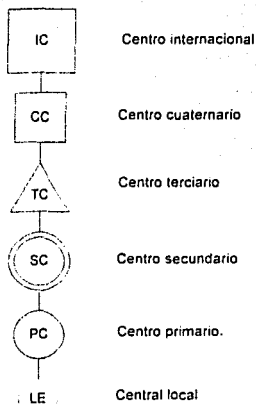 IC Centro internacional
CC Centro cuaternario
TC Centro terciario
SC Centro secundario
PC Centro primario.
LE Central local